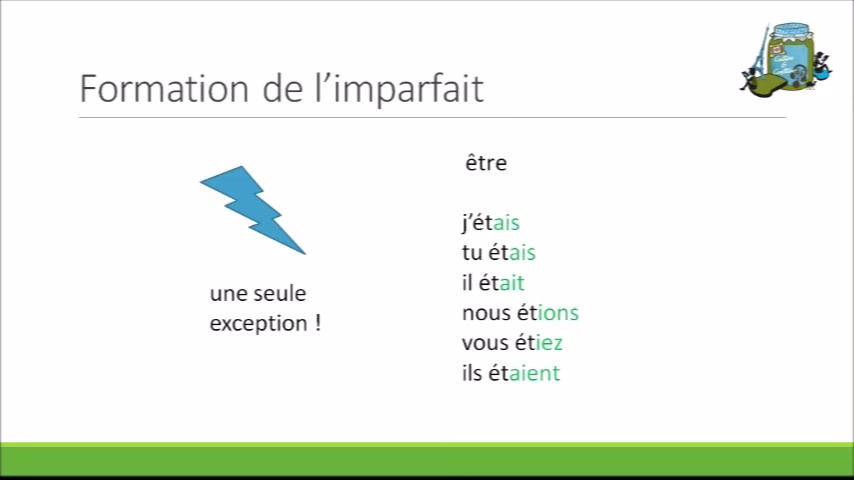 Formation de l’imparfait
être
j’étais
tu étais
il était
nous étions
vous étiez
ils étaient
une seule
exception !